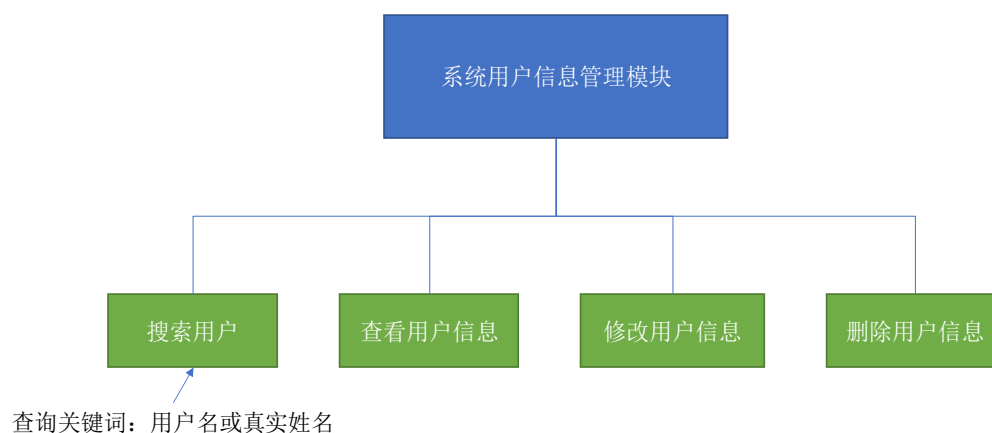 系统用户信息管理模块
搜索用户
查看用户信息
修改用户信息
删除用户信息
查询关键词：用户名或真实姓名